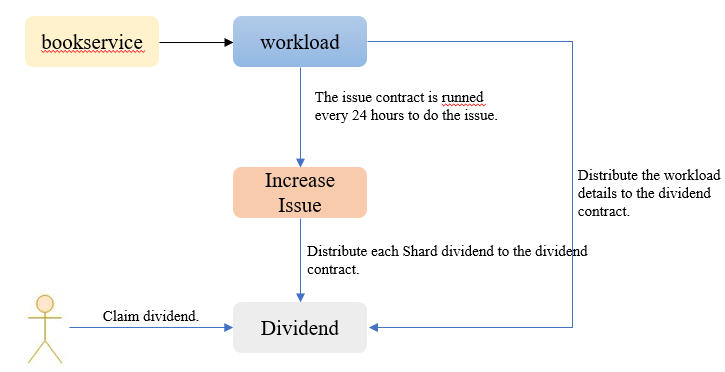 bookservice
workload
The issue contract is runned
every 24 hours to do the issue.
Increase
Issue
Distribute the workload
details to the dividend
contract.
Distribute each Shard dividend to the dividend
contract.
Claim dividend.
Dividend